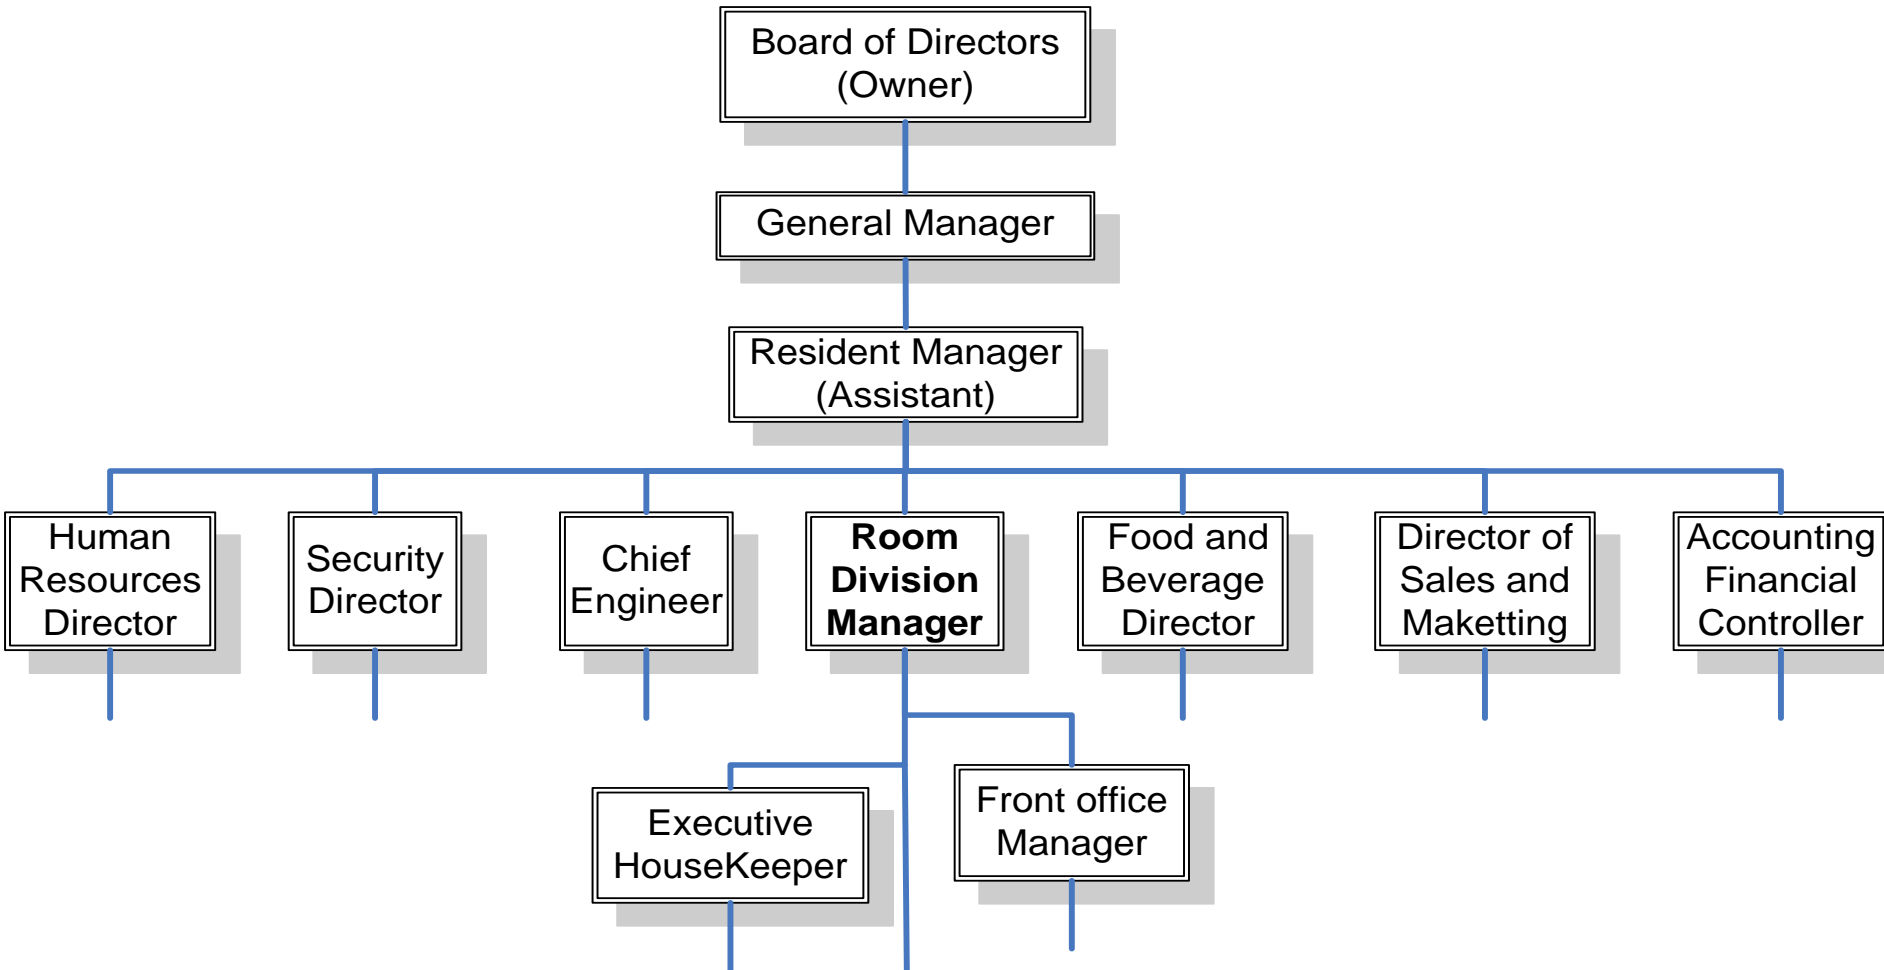 Board of Directors
(Owner)
General Manager
Resident Manager
(Assistant)
Human
Resources
Director
Security
Director
Chief
Engineer
Room
Division
Manager
Food and
Beverage
Director
Director of
Sales and
Maketting
Accounting
Financial
Controller
Executive
HouseKeeper
Front office
Manager